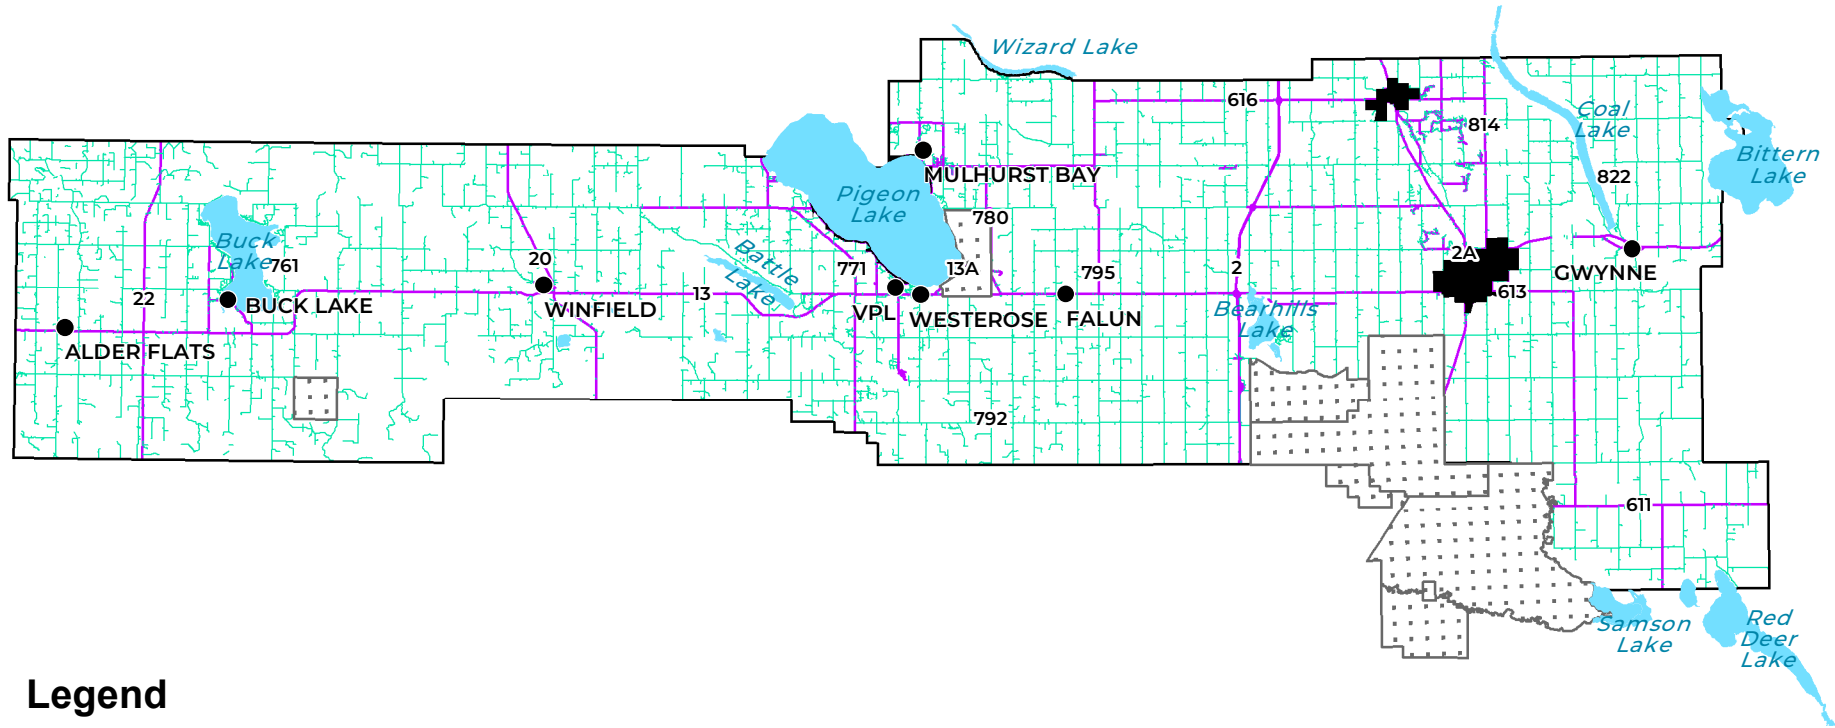 Wizard Lake
616
814
Coal
Lake
Bittern
Lake
MULHURST BAY
822
Pigeon
Lake
780
Buck
Lake
761
Battle
Lake
20
771
13A
795
2
2A
GWYNNE
22
BUCK LAKE
WINFIELD
13
VPL
WESTEROSE
FALUN
Bearhills
Lake
613
ALDER FLATS
792
611
Samson
Lake
Red
Deer
Lake
Legend